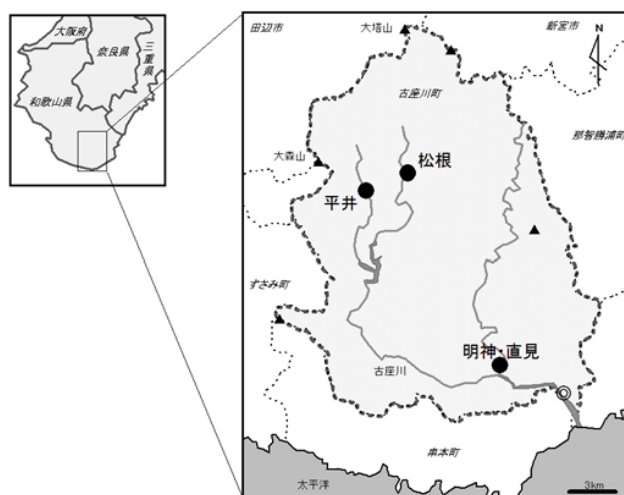 大阪府
奈良県
三重県
和歌山県
田辺市
大塔山
新宮市
N
古座川町
那智勝浦町
大森山
松根
平井
すさみ町
明神・直見
古座川
串本町
太平洋
3km